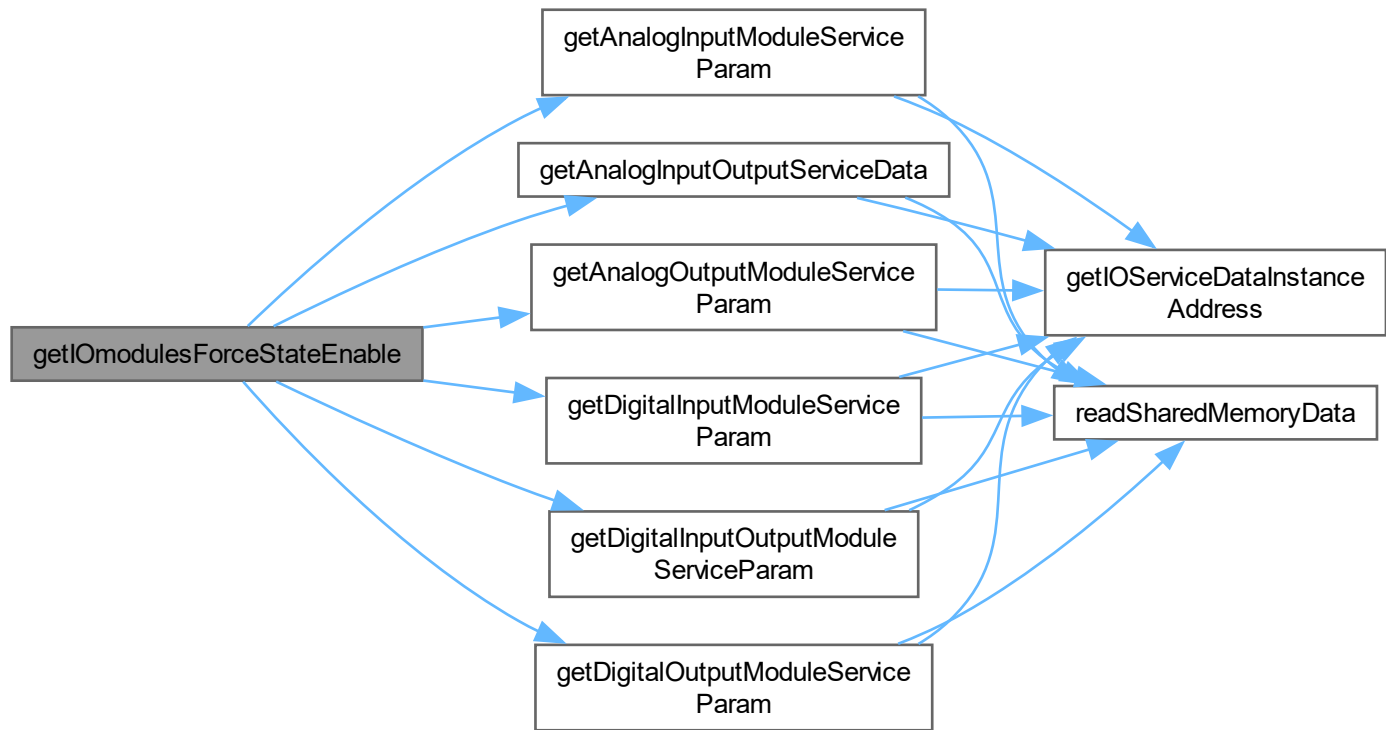 getAnalogInputModuleService
Param
getAnalogInputOutputServiceData
getAnalogOutputModuleService
Param
getIOServiceDataInstance
Address
getIOmodulesForceStateEnable
getDigitalInputModuleService
Param
readSharedMemoryData
getDigitalInputOutputModule
ServiceParam
getDigitalOutputModuleService
Param